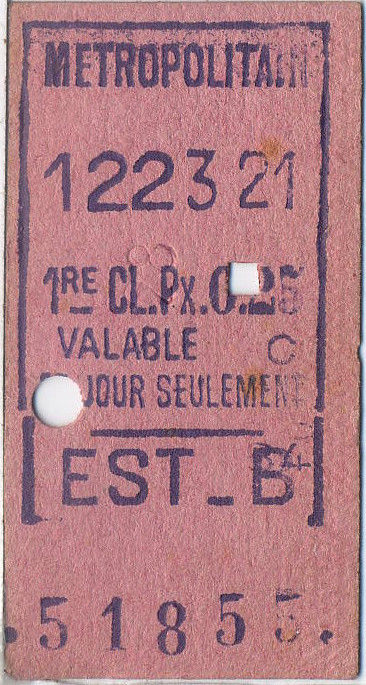 METROPOLITAIN
1223 21
1RE CL.Px.0.25
VALABLE C
JOUR SEULEMENT
EST_B
.51855.